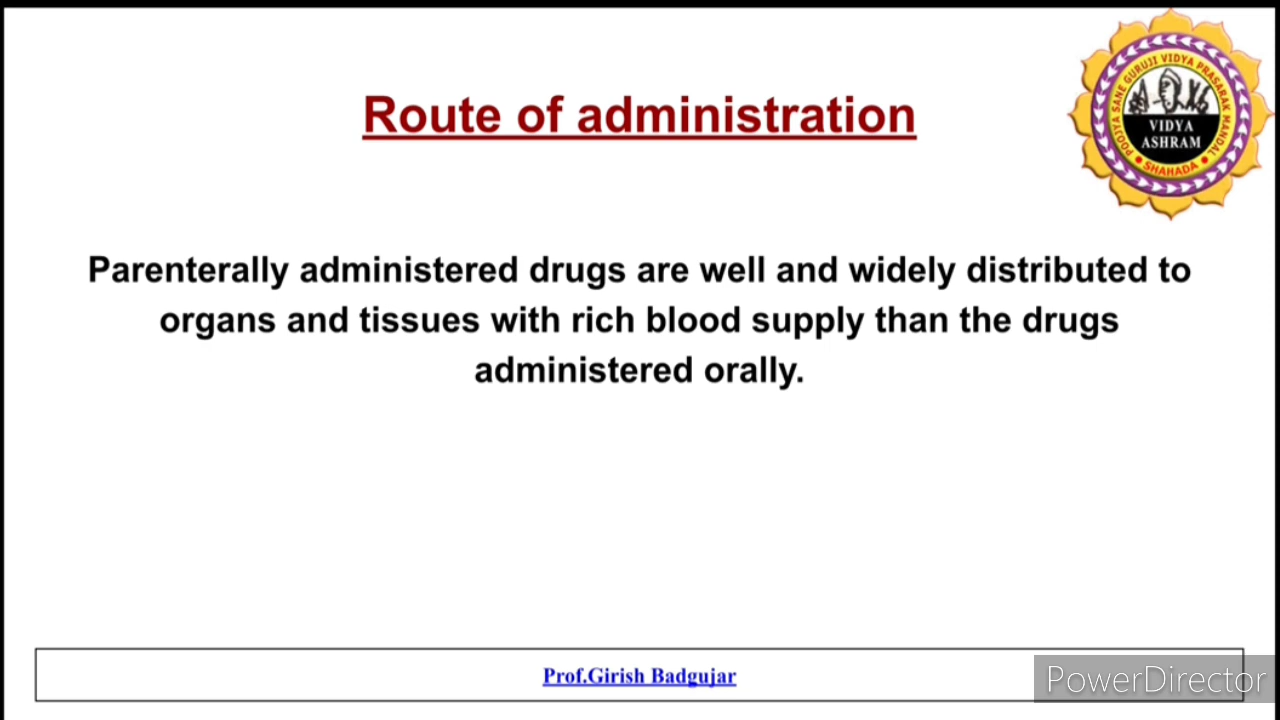 Route of administration
POOJYA SANE GURUJI VIDYA PRASARAK MANDAL
VIDYA
ASHRAM
• SHAHADA •
Parenterally administered drugs are well and widely distributed to
organs and tissues with rich blood supply than the drugs
administered orally.
Prof.Girish Badgujar
PowerDirector